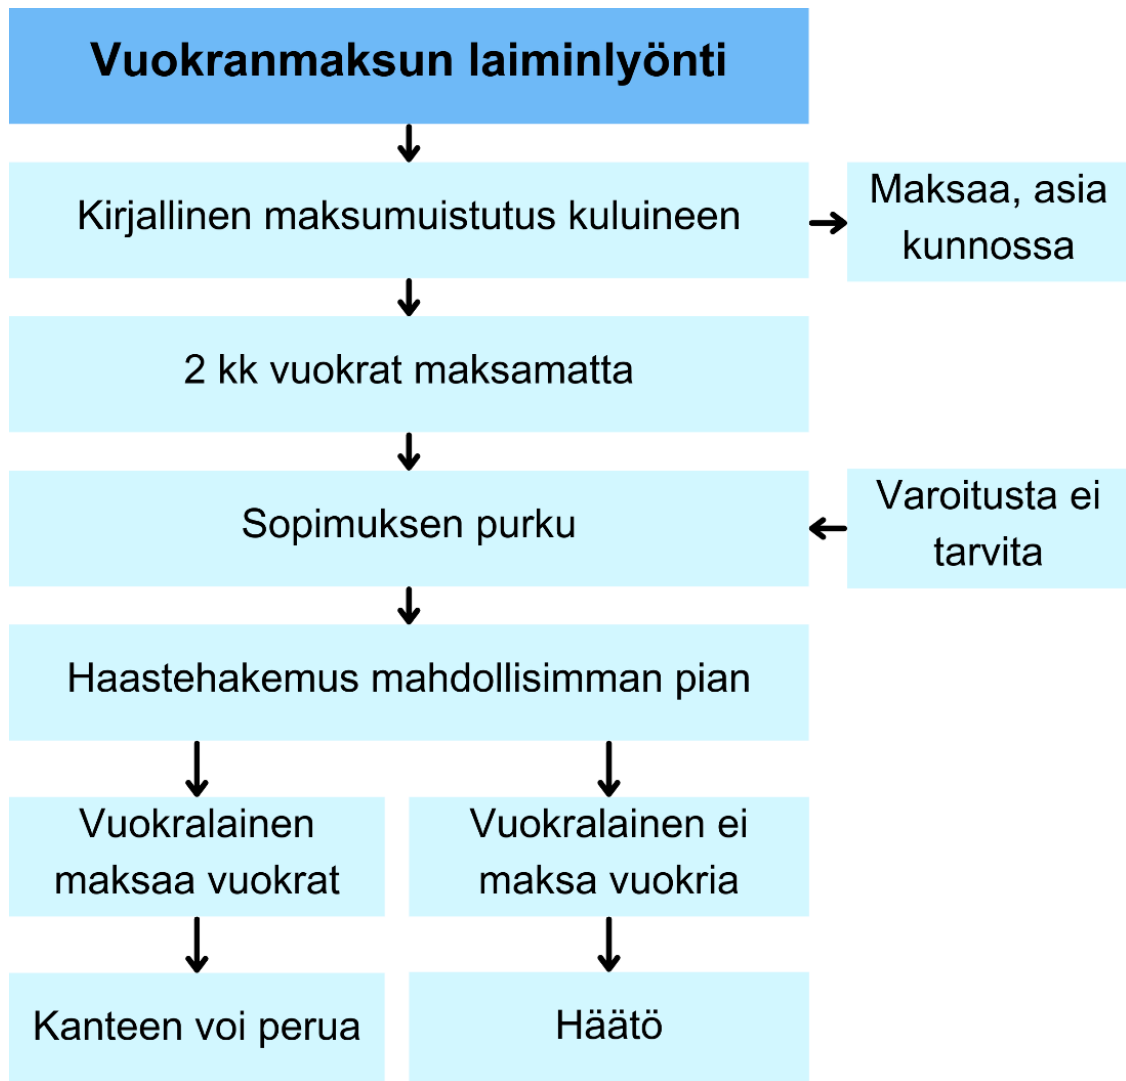 Vuokranmaksun laiminlyönti
Kirjallinen maksumuistutus kuluineen
Maksaa, asia
kunnossa
2 kk vuokrat maksamatta
Sopimuksen purku
Varoitusta ei
tarvita
Haastehakemus mahdollisimman pian
Vuokralainen
maksaa vuokrat
Vuokralainen ei
maksa vuokria
Kanteen voi perua
Häätö